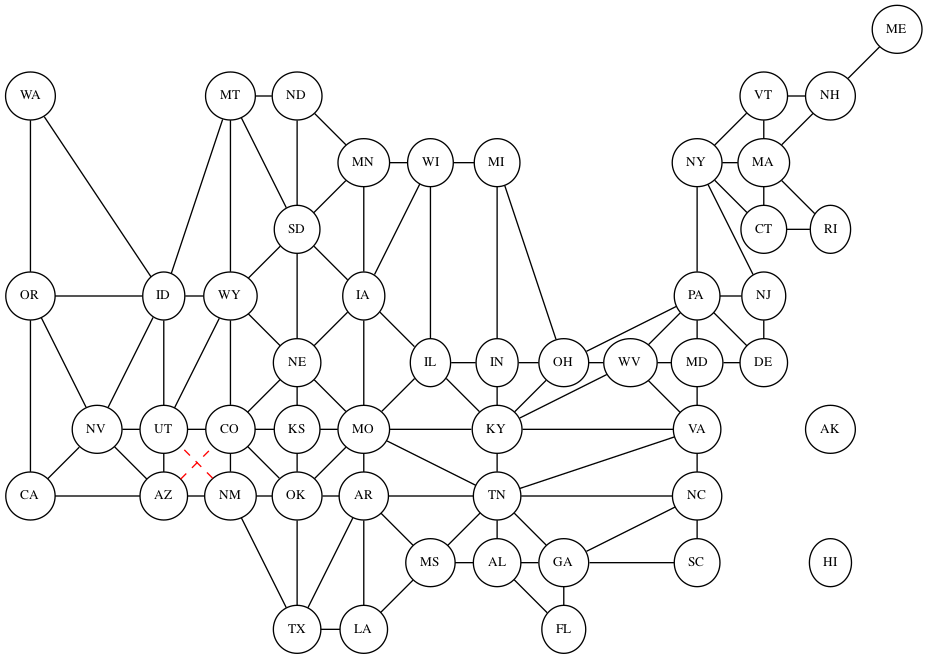 ME
WA MT ND VT NH
MN WI MI NY MA
SD CT RI
OR ID WY IA PA NJ
NE IL IN OH WV MD DE
NV UT CO KS MO KY VA AK
CA AZ NM OK AR TN NC
MS AL GA SC HI
TX LA FL